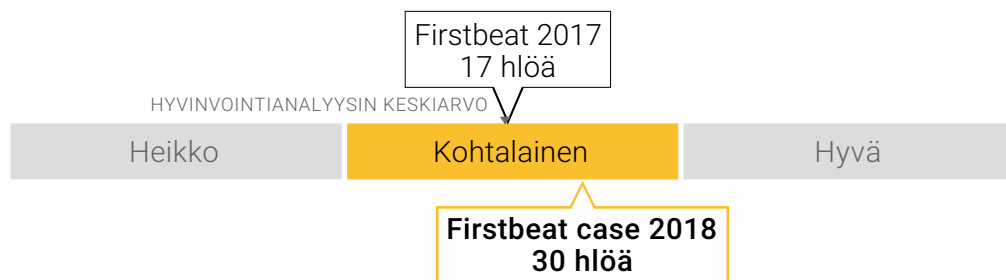 Firstbeat 2017
17 hlöä
HYVINVOINTIANALYYSIN KESKIARVO
Heikko
Kohtalainen
Hyvä
Firstbeat case 2018
30 hlöä